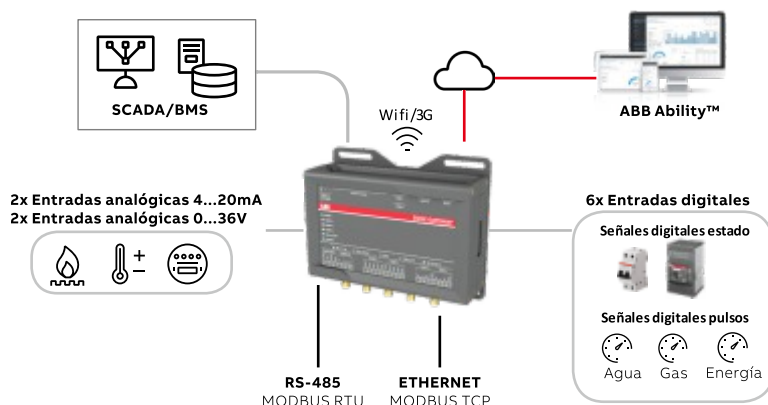 SCADA/BMS
Wifi/3G
ABB Ability™
2x Entradas analógicas 4...20mA
2x Entradas analógicas 0...36V
6x Entradas digitales
Señales digitales estado
Señales digitales pulsos
Agua Gas Energía
RS-485
MODBUS RTU
ETHERNET
MODBUS TCP